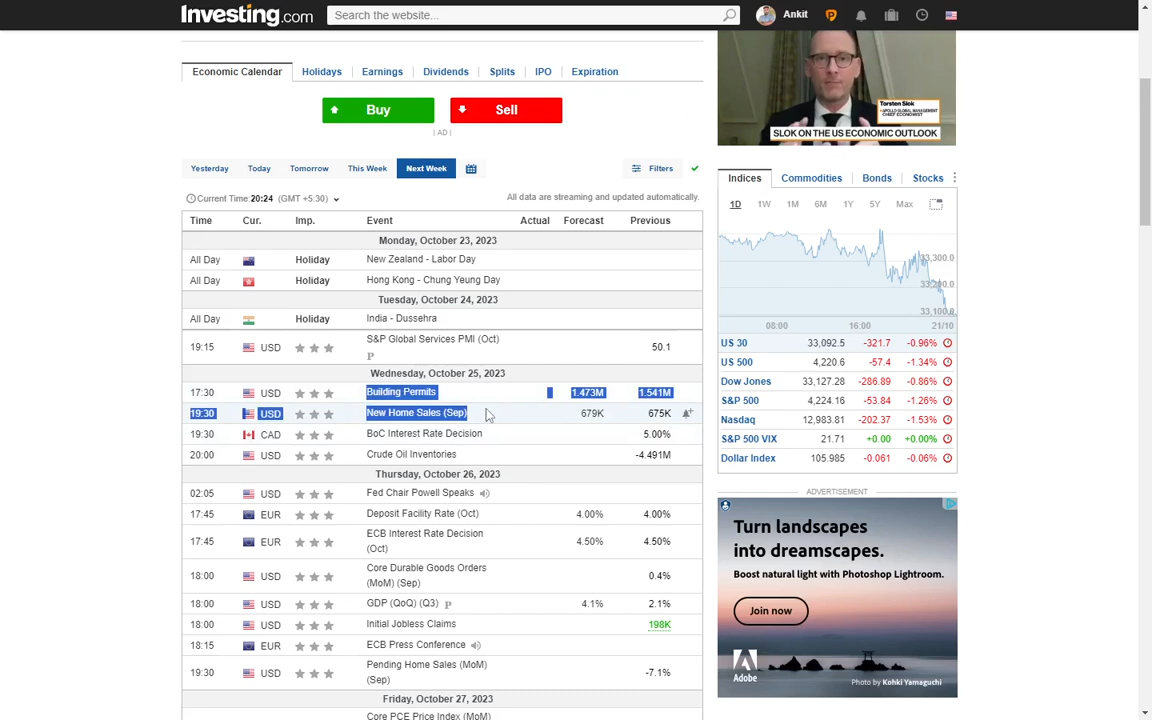 Investing.com
Search the website...
Ankit
Economic Calendar Holidays Earnings Dividends Splits IPO Expiration
Buy Sell
| AD |
Torsten Slok
APOLLO GLOBAL MANAGEMENT
CHIEF ECONOMIST
SLOK ON THE US ECONOMIC OUTLOOK
Yesterday Today Tomorrow This Week Next Week Filters
Current Time: 20:24 (GMT +5:30) All data are streaming and updated automatically.
Time Cur. Imp. Event Actual Forecast Previous
Monday, October 23, 2023
All Day Holiday New Zealand - Labor Day
All Day Holiday Hong Kong - Chung Yeung Day
Tuesday, October 24, 2023
All Day Holiday India - Dussehra
19:15 USD S&P Global Services PMI (Oct) 50.1
P
Wednesday, October 25, 2023
17:30 USD Building Permits 1.473M 1.541M
19:30 USD New Home Sales (Sep) 679K 675K
19:30 CAD BoC Interest Rate Decision 5.00%
20:00 USD Crude Oil Inventories -4.491M
Thursday, October 26, 2023
02:05 USD Fed Chair Powell Speaks
17:45 EUR Deposit Facility Rate (Oct) 4.00% 4.00%
17:45 EUR ECB Interest Rate Decision 4.50% 4.50%
(Oct)
18:00 USD Core Durable Goods Orders 0.4%
(MoM) (Sep)
18:00 USD GDP (QoQ) (Q3) P 4.1% 2.1%
18:00 USD Initial Jobless Claims 198K
18:15 EUR ECB Press Conference
19:30 USD Pending Home Sales (MoM) -7.1%
(Sep)
Friday, October 27, 2023
Core PCE Price Index (MoM)
Indices Commodities Bonds Stocks
1D 1W 1M 6M 1Y 5Y Max
33,300.0
33,200.0
33,100.0
08:00 16:00 21/10
US 30 33,092.5 -321.7 -0.96%
US 500 4,220.6 -57.4 -1.34%
Dow Jones 33,127.28 -286.89 -0.86%
S&P 500 4,224.16 -53.84 -1.26%
Nasdaq 12,983.81 -202.37 -1.53%
S&P 500 VIX 21.71 +0.00 +0.00%
Dollar Index 105.985 -0.061 -0.06%
ADVERTISEMENT
Turn landscapes
into dreamscapes.
Boost natural light with Photoshop Lightroom.
Join now
Adobe
Photo by Kohki Yamaguchi